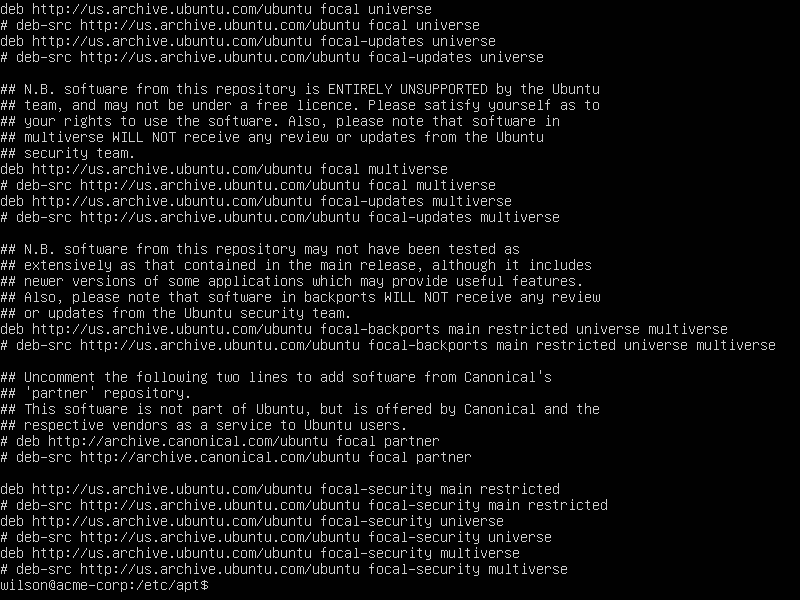 deb http://us.archive.ubuntu.com/ubuntu focal universe
# deb-src http://us.archive.ubuntu.com/ubuntu focal universe
deb http://us.archive.ubuntu.com/ubuntu focal-updates universe
# deb-src http://us.archive.ubuntu.com/ubuntu focal-updates universe

## N.B. software from this repository is ENTIRELY UNSUPPORTED by the Ubuntu
## team, and may not be under a free licence. Please satisfy yourself as to
## your rights to use the software. Also, please note that software in
## multiverse WILL NOT receive any review or updates from the Ubuntu
## security team.
deb http://us.archive.ubuntu.com/ubuntu focal multiverse
# deb-src http://us.archive.ubuntu.com/ubuntu focal multiverse
deb http://us.archive.ubuntu.com/ubuntu focal-updates multiverse
# deb-src http://us.archive.ubuntu.com/ubuntu focal-updates multiverse

## N.B. software from this repository may not have been tested as
## extensively as that contained in the main release, although it includes
## newer versions of some applications which may provide useful features.
## Also, please note that software in backports WILL NOT receive any review
## or updates from the Ubuntu security team.
deb http://us.archive.ubuntu.com/ubuntu focal-backports main restricted universe multiverse
# deb-src http://us.archive.ubuntu.com/ubuntu focal-backports main restricted universe multiverse

## Uncomment the following two lines to add software from Canonical's
## 'partner' repository.
## This software is not part of Ubuntu, but is offered by Canonical and the
## respective vendors as a service to Ubuntu users.
# deb http://archive.canonical.com/ubuntu focal partner
# deb-src http://archive.canonical.com/ubuntu focal partner

deb http://us.archive.ubuntu.com/ubuntu focal-security main restricted
# deb-src http://us.archive.ubuntu.com/ubuntu focal-security main restricted
deb http://us.archive.ubuntu.com/ubuntu focal-security universe
# deb-src http://us.archive.ubuntu.com/ubuntu focal-security universe
deb http://us.archive.ubuntu.com/ubuntu focal-security multiverse
# deb-src http://us.archive.ubuntu.com/ubuntu focal-security multiverse
wilson@acme-corp:/etc/apt$